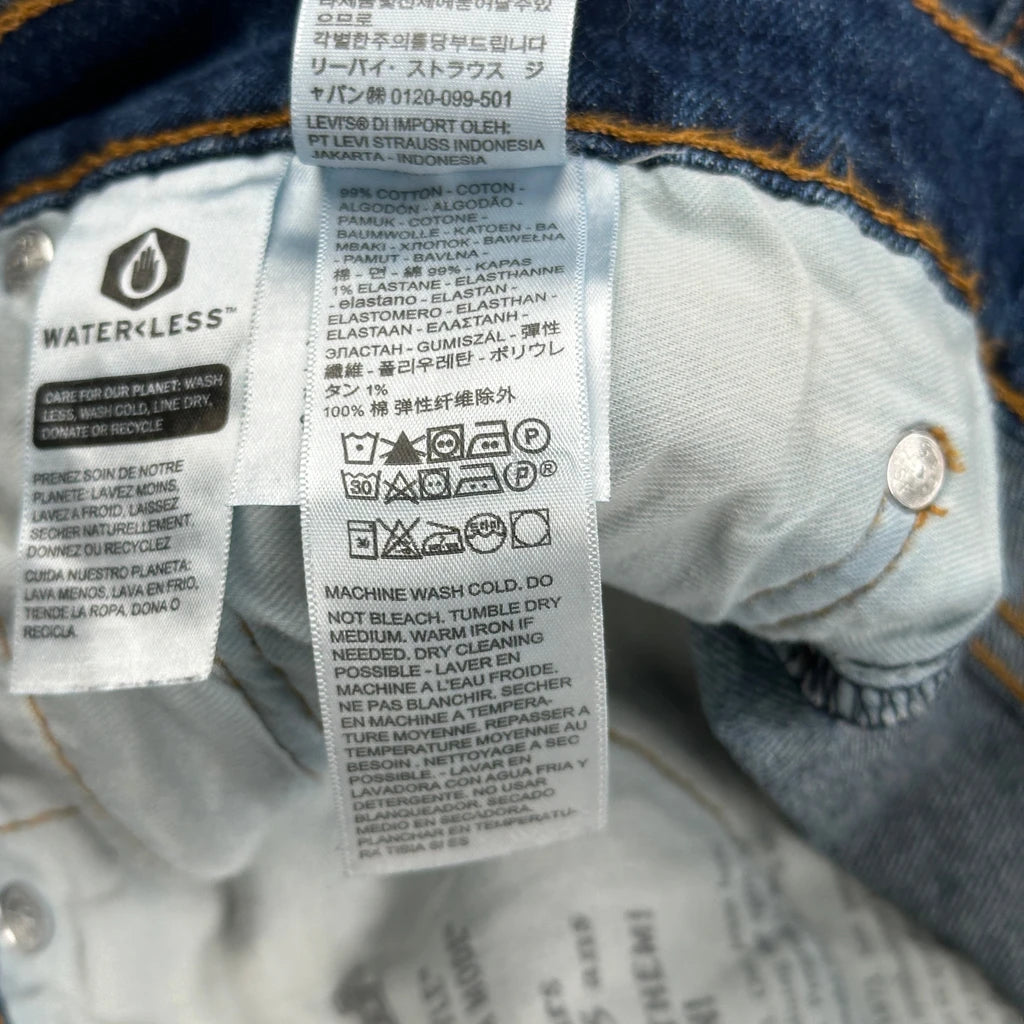 각별한주의를당부드립니다
リーバイ・ストラウス ジ
ャパン㈱ 0120-099-501
LEVI'S® DI IMPORT OLEH:
PT LEVI STRAUSS INDONESIA
JAKARTA - INDONESIA
WATER<LESS™
CARE FOR OUR PLANET: WASH
LESS, WASH COLD, LINE DRY,
DONATE OR RECYCLE
PRENEZ SOIN DE NOTRE
PLANETE: LAVEZ MOINS,
LAVEZ A FROID, LAISSEZ
SECHER NATURELLEMENT,
DONNEZ OU RECYCLEZ
CUIDA NUESTRO PLANETA:
LAVA MENOS, LAVA EN FRIO,
TIENDE LA ROPA, DONA O
RECICLA.
99% COTTON - COTON -
ALGODÓN - ALGODÃO -
PAMUK - COTONE -
BAUMWOLLE - KATOEN - BA
MBAKI - ХЛОПОК - BAWEŁNA
- PAMUT - BAVLNA -
棉 - 면 - 綿 99% - KAPAS
1% ELASTANE - ELASTHANNE
- elastano - ELASTAN -
ELASTOMERO - ELASTHAN -
ELASTAAN - ΕΛΑΣΤΑΝΗ -
ЭЛАСТАН - GUMISZÁL - 彈性
纖維 - 폴리우레탄 - ポリウレ
タン 1%
100% 棉 弹性纤维除外
P
30 P®
드라이
MACHINE WASH COLD. DO
NOT BLEACH. TUMBLE DRY
MEDIUM. WARM IRON IF
NEEDED. DRY CLEANING
POSSIBLE - LAVER EN
MACHINE A L'EAU FROIDE.
NE PAS BLANCHIR. SECHER
EN MACHINE A TEMPERA-
TURE MOYENNE. REPASSER A
TEMPERATURE MOYENNE AU
BESOIN . NETTOYAGE A SEC
POSSIBLE. - LAVAR EN
LAVADORA CON AGUA FRIA Y
DETERGENTE. NO USAR
BLANQUEADOR. SECADO
MEDIO EN SECADORA.
PLANCHAR EN TEMPERATU-
RA TIBIA SI ES
THEM